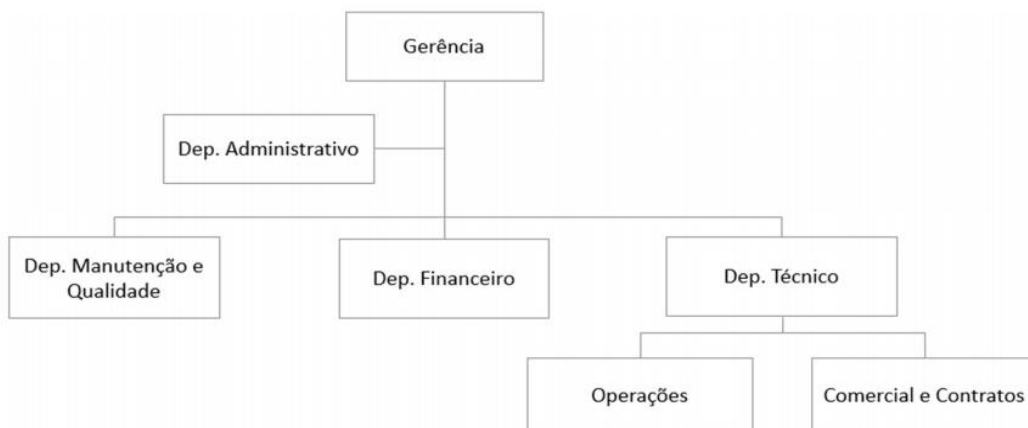 Gerência
Dep. Administrativo
Dep. Manutenção e
Qualidade
Dep. Financeiro
Dep. Técnico
Operações
Comercial e Contratos